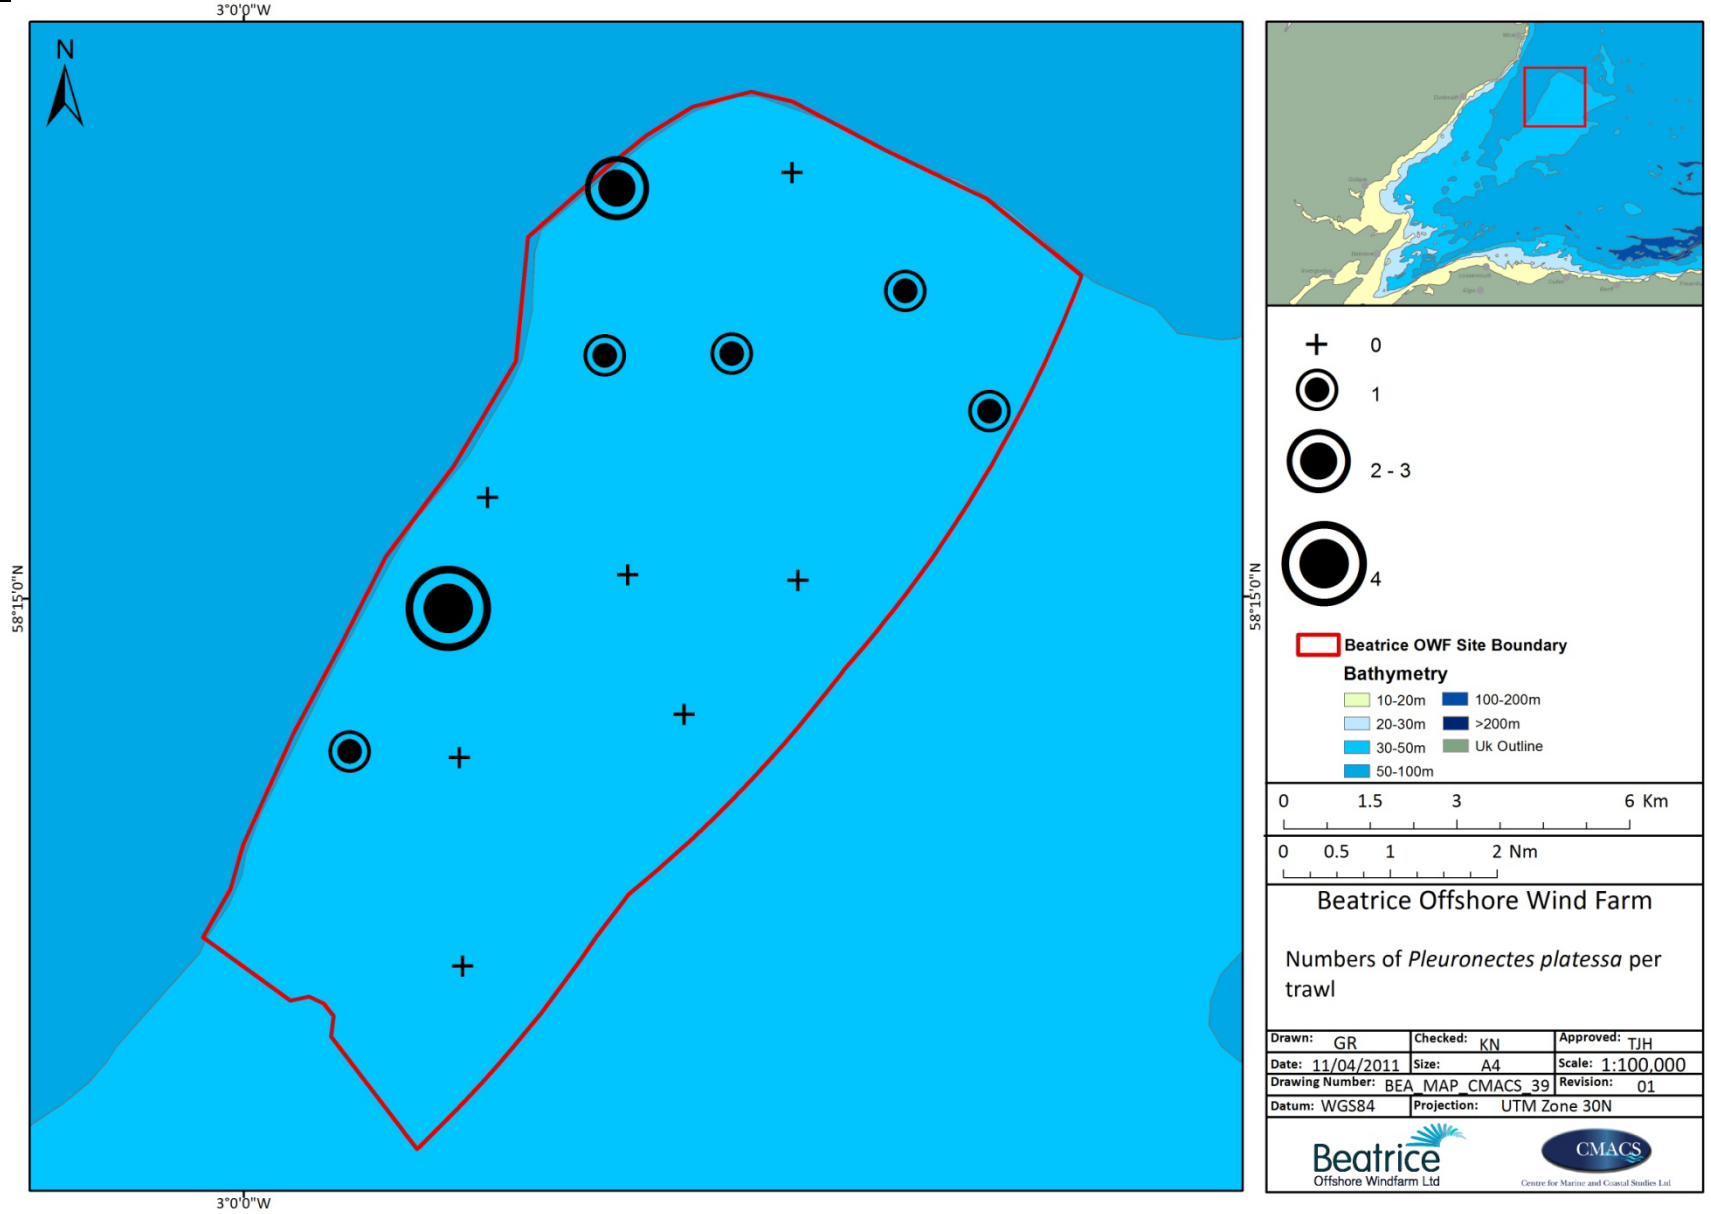 3°0'0"W
N
58°15'0"N
58°15'0"N
3°0'0"W
0
1
2 - 3
4
Beatrice OWF Site Boundary
Bathymetry
10-20m 100-200m
20-30m >200m
30-50m Uk Outline
50-100m
0 1.5 3 6 Km
0 0.5 1 2 Nm
Beatrice Offshore Wind Farm
Numbers of Pleuronectes platessa per
trawl
Drawn: GR Checked: KN Approved: TJH
Date: 11/04/2011 Size: A4 Scale: 1:100,000
Drawing Number: BEA_MAP_CMACS_39 Revision: 01
Datum: WGS84 Projection: UTM Zone 30N
Beatrice
Offshore Windfarm Ltd
CMACS
Centre for Marine and Coastal Studies Ltd